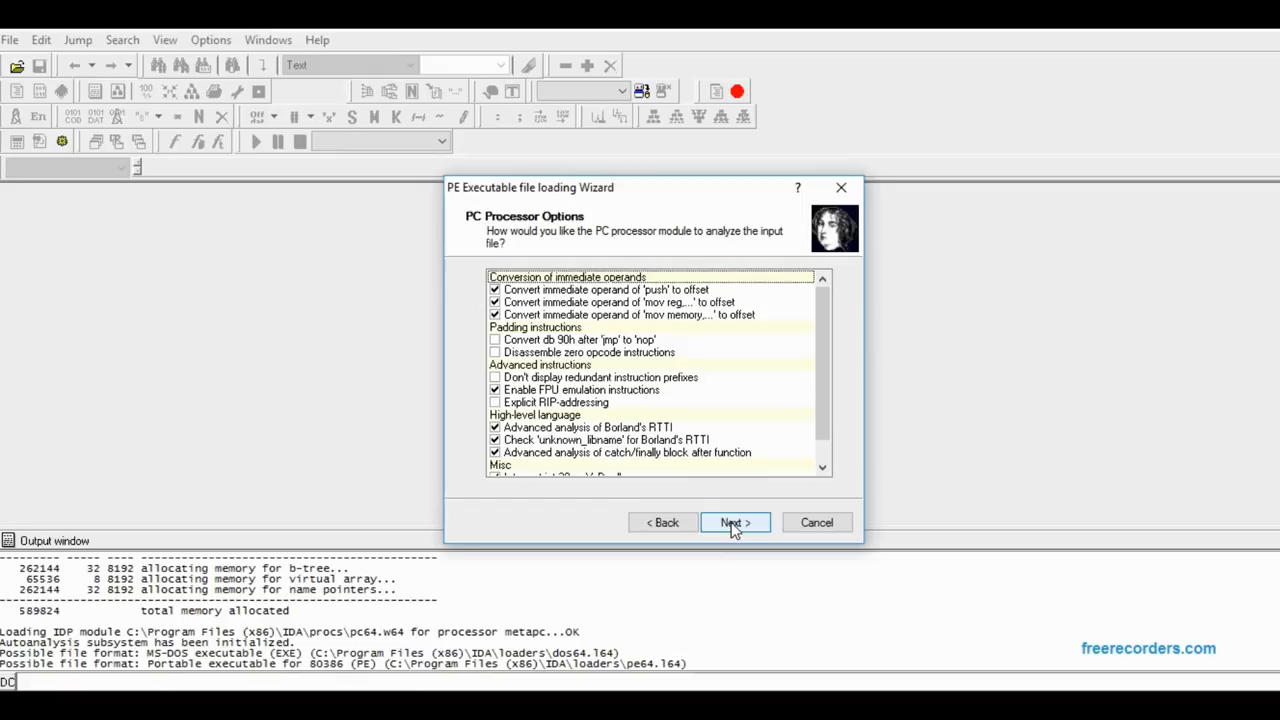 File Edit Jump Search View Options Windows Help
Text
PE Executable file loading Wizard
?
PC Processor Options
How would you like the PC processor module to analyze the input
file?
Conversion of immediate operands
Convert immediate operand of 'push' to offset
Convert immediate operand of 'mov reg,...' to offset
Convert immediate operand of 'mov memory,...' to offset
Padding instructions
Convert db 90h after 'jmp' to 'nop'
Disassemble zero opcode instructions
Advanced instructions
Don't display redundant instruction prefixes
Enable FPU emulation instructions
Explicit RIP-addressing
High-level language
Advanced analysis of Borland's RTTI
Check 'unknown_libname' for Borland's RTTI
Advanced analysis of catch/finally block after function
Misc
< Back Next > Cancel
Output window
262144 32 8192 allocating memory for b-tree...
65536 8 8192 allocating memory for virtual array...
262144 32 8192 allocating memory for name pointers...
589824 total memory allocated
Loading IDP module C:\Program Files (x86)\IDA\procs\pc64.w64 for processor metapc...OK
Autoanalysis subsystem has been initialized.
Possible file format: MS-DOS executable (EXE) (C:\Program Files (x86)\IDA\loaders\dos64.l64)
Possible file format: Portable executable for 80386 (PE) (C:\Program Files (x86)\IDA\loaders\pe64.l64)
freerecorders.com